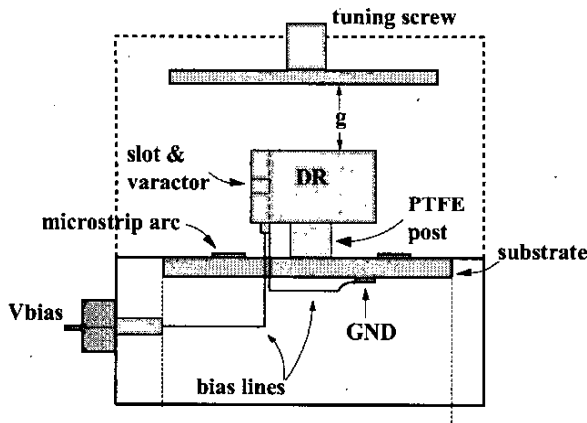 tuning screw
g
slot &
varactor
DR
microstrip arc
PTFE
post
substrate
Vbias
GND
bias lines